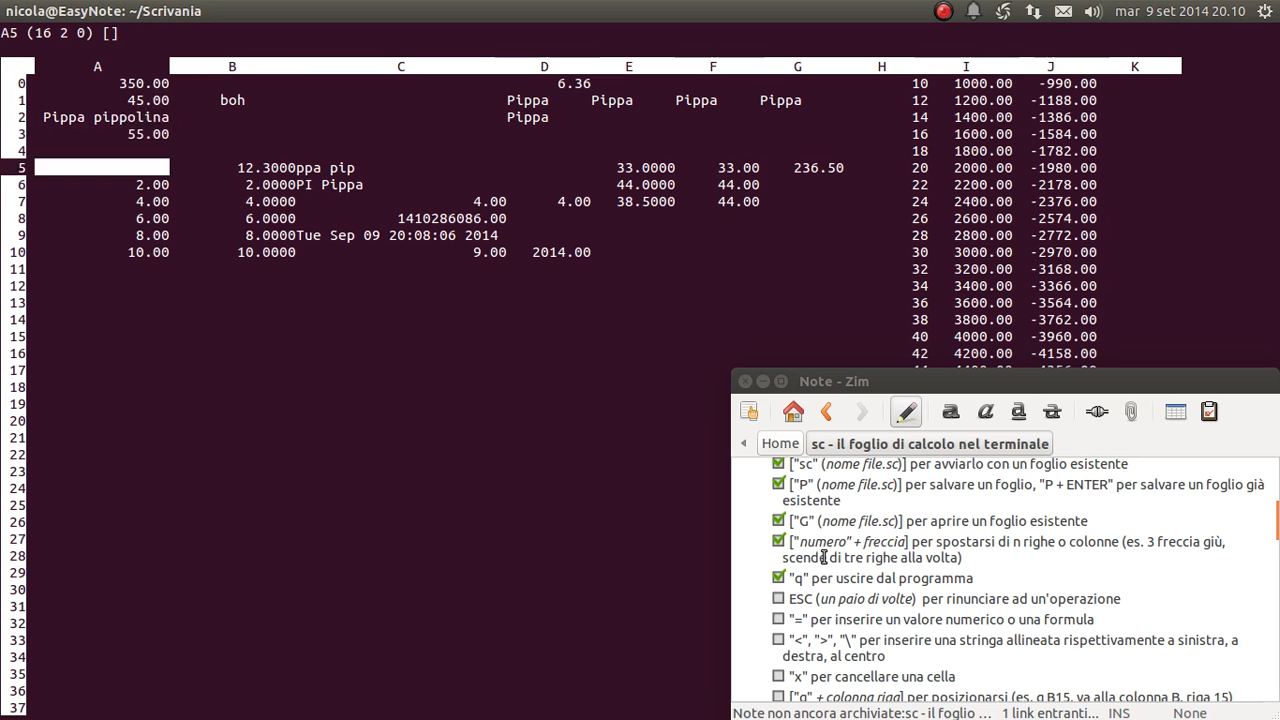 nicola@EasyNote: ~/Scrivania mar 9 set 2014 20.10
A5 (16 2 0) []
A B C D E F G H I J K
0 350.00 6.36 10 1000.00 -990.00
1 45.00 boh Pippa Pippa Pippa Pippa 12 1200.00 -1188.00
2 Pippa pippolina Pippa 14 1400.00 -1386.00
3 55.00 16 1600.00 -1584.00
4 18 1800.00 -1782.00
5 12.3000ppa pip 33.0000 33.00 236.50 20 2000.00 -1980.00
6 2.00 2.0000PI Pippa 44.0000 44.00 22 2200.00 -2178.00
7 4.00 4.0000 4.00 4.00 38.5000 44.00 24 2400.00 -2376.00
8 6.00 6.0000 1410286086.00 26 2600.00 -2574.00
9 8.00 8.0000Tue Sep 09 20:08:06 2014 28 2800.00 -2772.00
10 10.00 10.0000 9.00 2014.00 30 3000.00 -2970.00
11 32 3200.00 -3168.00
12 34 3400.00 -3366.00
13 36 3600.00 -3564.00
14 38 3800.00 -3762.00
15 40 4000.00 -3960.00
16 42 4200.00 -4158.00
17
18
19
20
21
22
23
24
25
26
27
28
29
30
31
32
33
34
35
36
37
Note - Zim
Home sc - il foglio di calcolo nel terminale
["sc" (nome file.sc)] per avviarlo con un foglio esistente
["P" (nome file.sc)] per salvare un foglio, "P + ENTER" per salvare un foglio già
esistente
["G" (nome file.sc)] per aprire un foglio esistente
["numero" + freccia] per spostarsi di n righe o colonne (es. 3 freccia giù,
scende di tre righe alla volta)
"q" per uscire dal programma
ESC (un paio di volte) per rinunciare ad un'operazione
"=" per inserire un valore numerico o una formula
"<", ">", "\" per inserire una stringa allineata rispettivamente a sinistra, a
destra, al centro
"x" per cancellare una cella
["g" + colonna riga] per posizionarsi (es. g B15, va alla colonna B, riga 15)
Note non ancora archiviate:sc - il foglio ... 1 link entranti... INS None